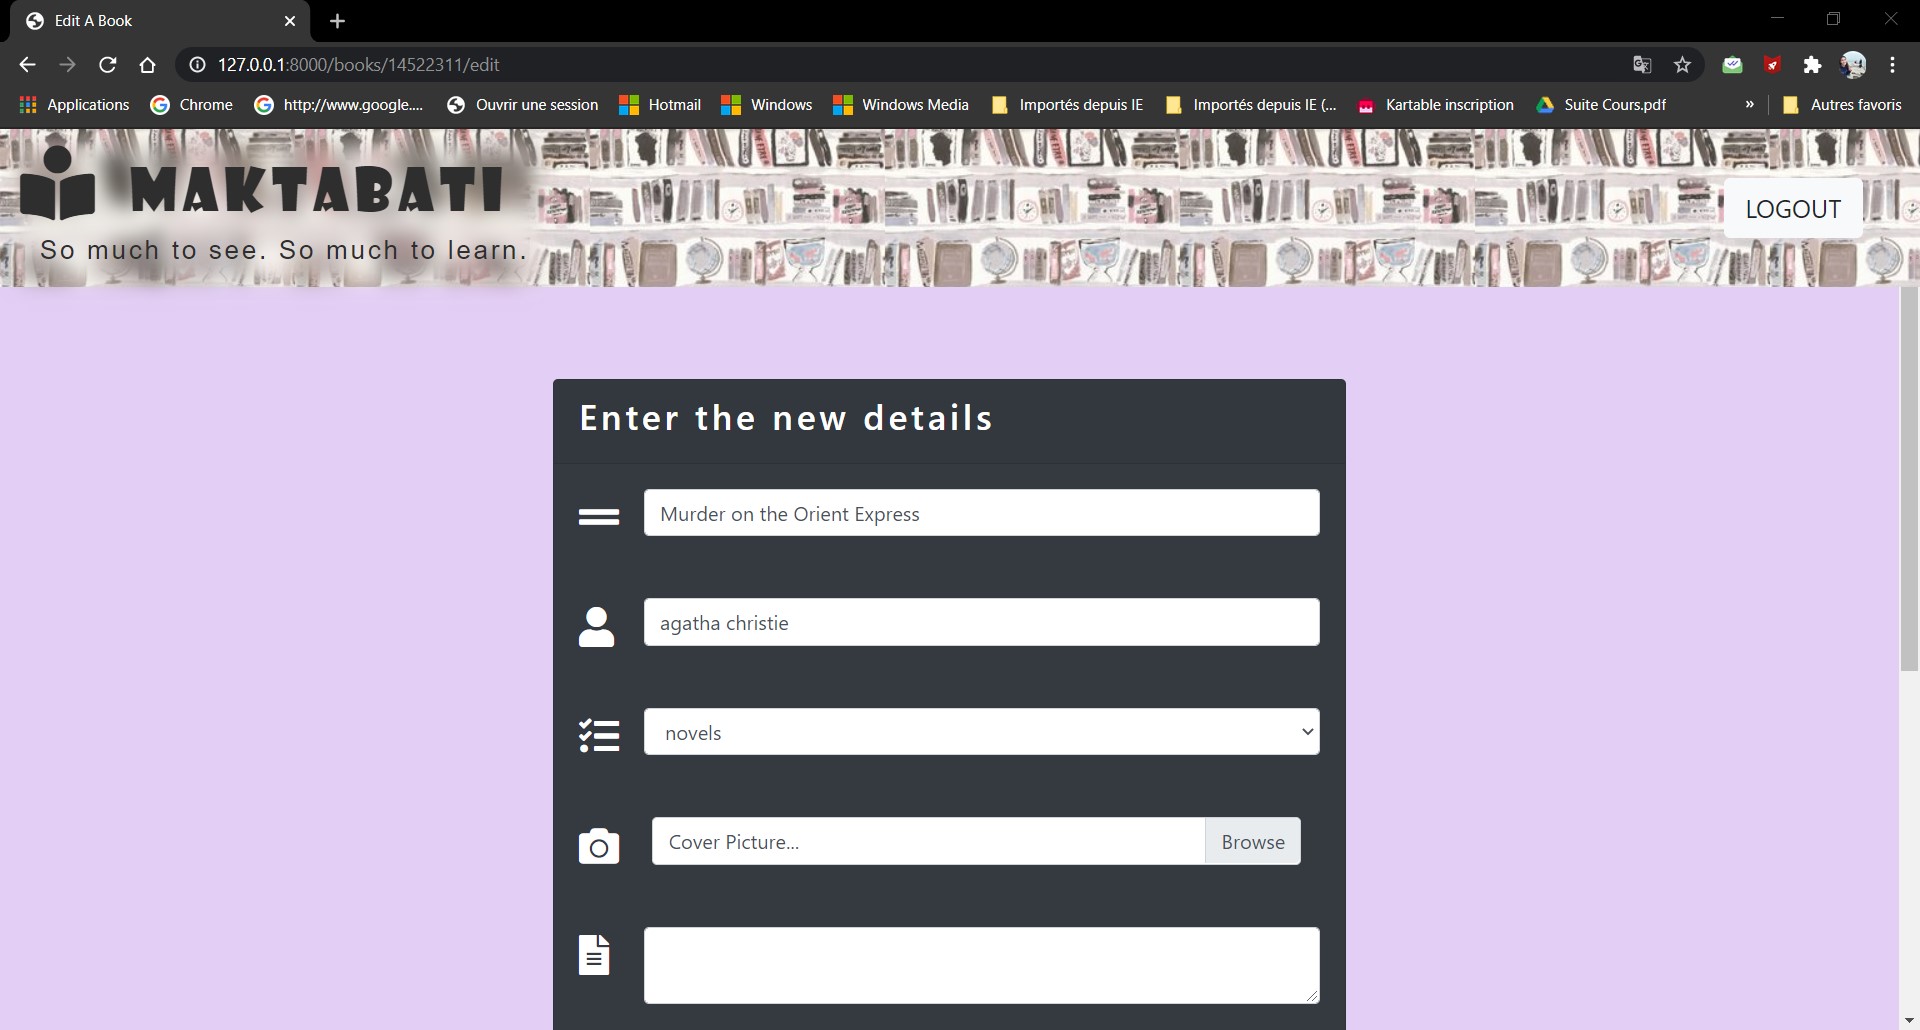 Edit A Book
127.0.0.1:8000/books/14522311/edit
Applications Chrome http://www.google.... Ouvrir une session Hotmail Windows Windows Media Importés depuis IE Importés depuis IE (... Kartable inscription Suite Cours.pdf » Autres favoris
MAKTABATI
So much to see. So much to learn.
LOGOUT
Enter the new details
Murder on the Orient Express
agatha christie
novels
Cover Picture...
Browse